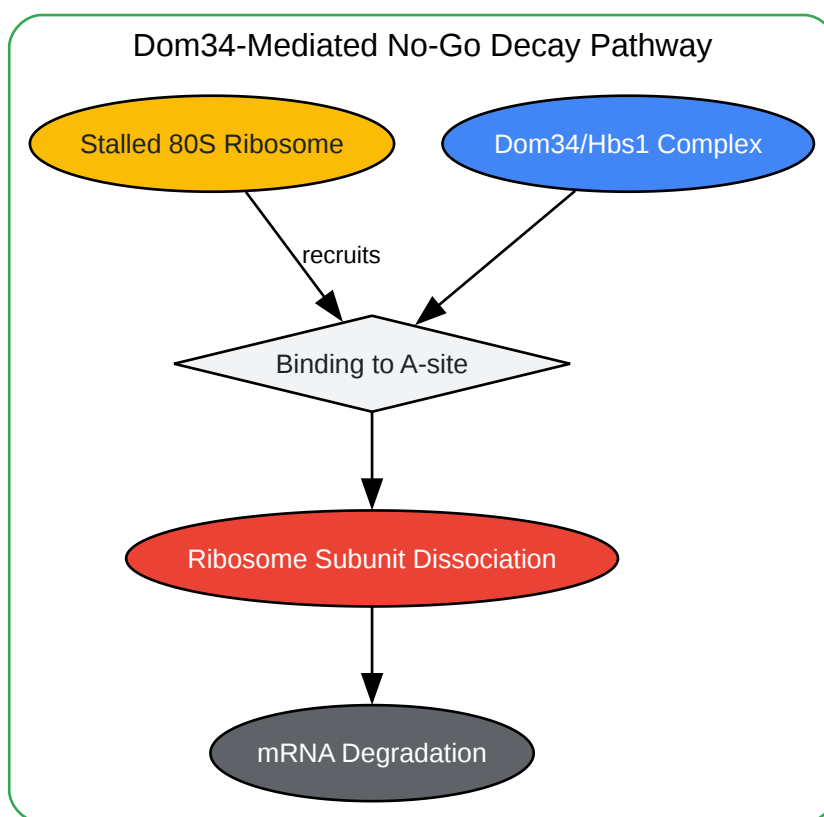 Dom34-Mediated No-Go Decay Pathway
Stalled 80S Ribosome
Dom34/Hbs1 Complex
recruits
Binding to A-site
Ribosome Subunit Dissociation
mRNA Degradation